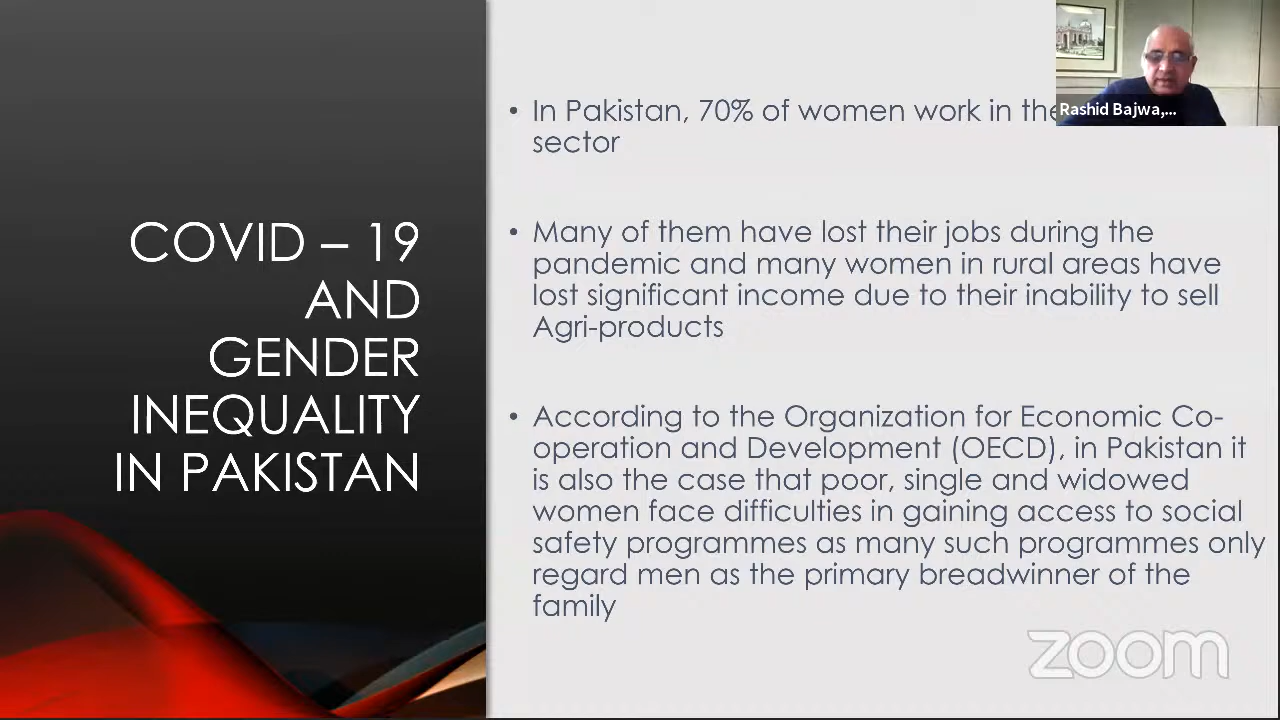 COVID – 19
AND
GENDER
INEQUALITY
IN PAKISTAN
• In Pakistan, 70% of women work in the
sector
• Many of them have lost their jobs during the
pandemic and many women in rural areas have
lost significant income due to their inability to sell
Agri-products
• According to the Organization for Economic Co-
operation and Development (OECD), in Pakistan it
is also the case that poor, single and widowed
women face difficulties in gaining access to social
safety programmes as many such programmes only
regard men as the primary breadwinner of the
family
Rashid Bajwa,...
zoom